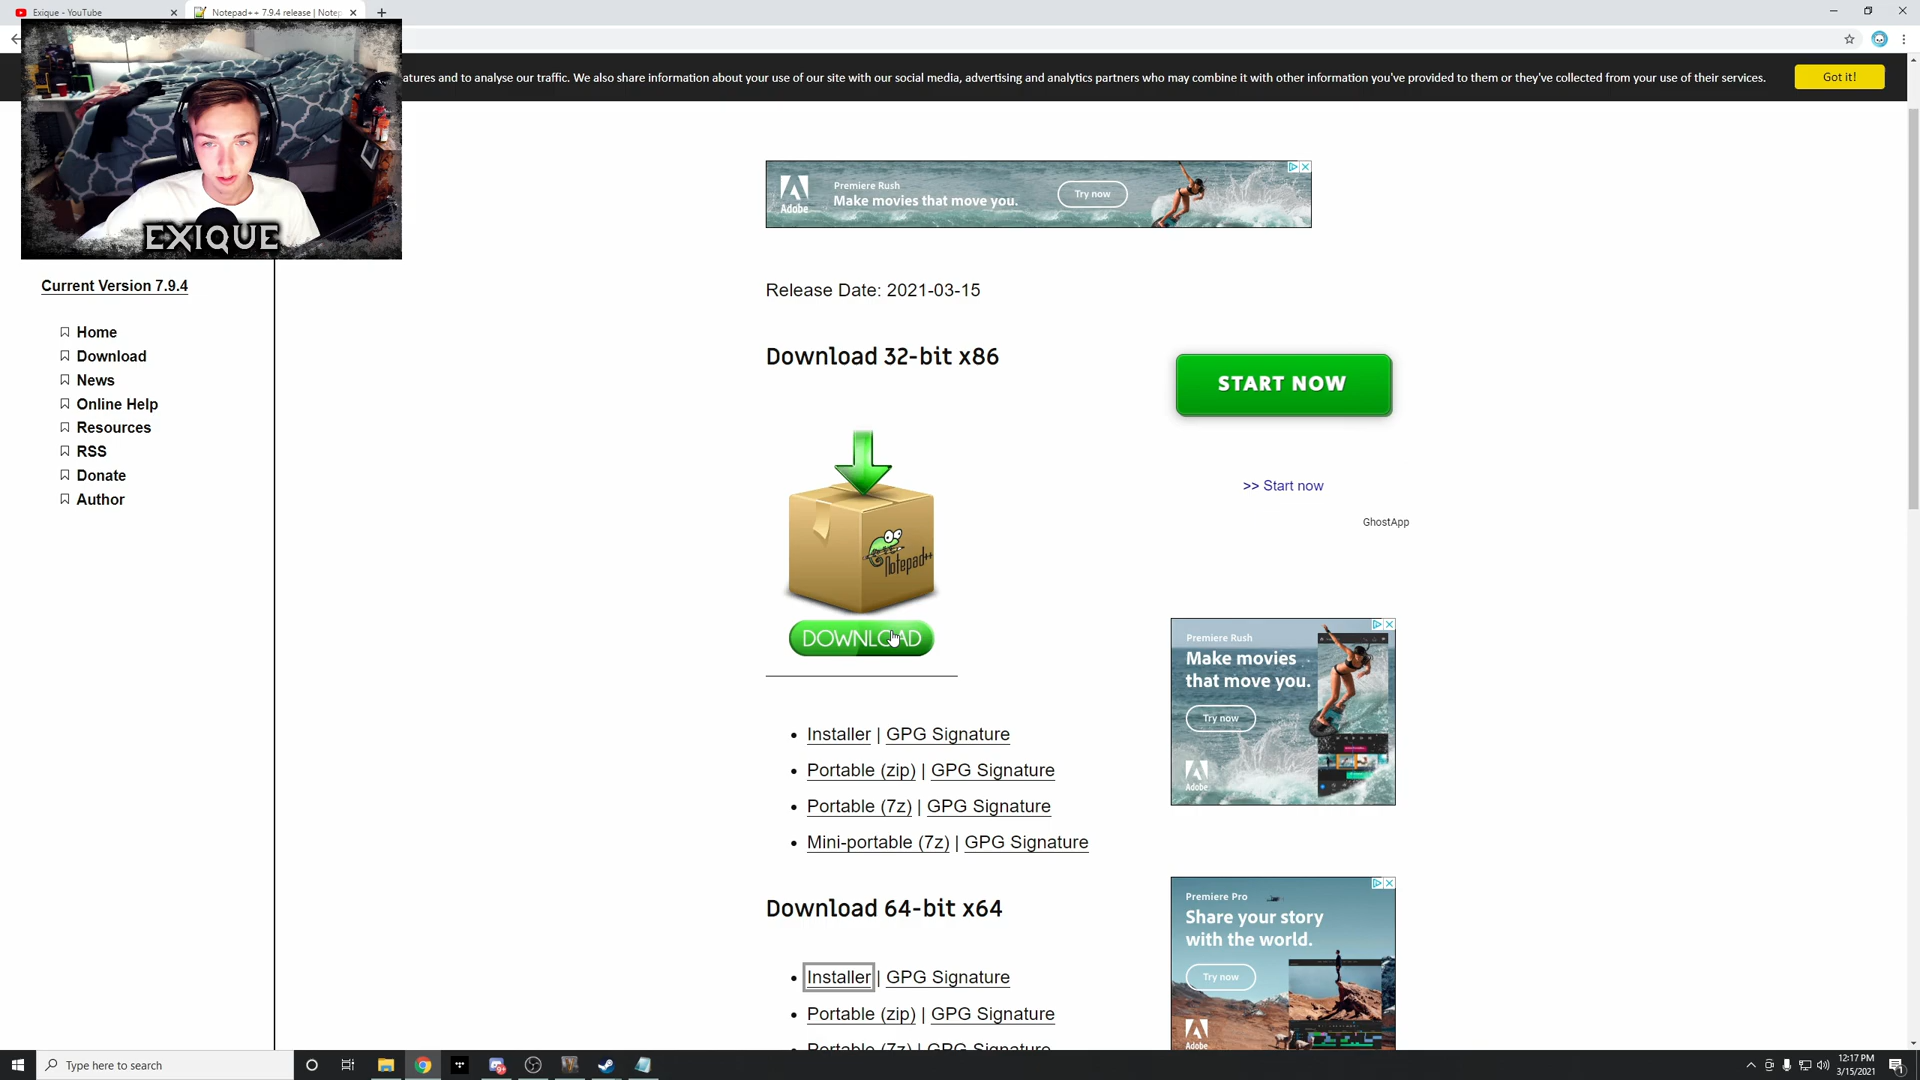 Exique - YouTube
Notepad++ 7.9.4 release | Notep
atures and to analyse our traffic. We also share information about your use of our site with our social media, advertising and analytics partners who may combine it with other information you've provided to them or they've collected from your use of their services.
Got it!
EXIQUE
Adobe
Premiere Rush
Make movies that move you.
Try now
Current Version 7.9.4
Home
Download
News
Online Help
Resources
RSS
Donate
Author
Release Date: 2021-03-15
Download 32-bit x86
START NOW
>> Start now
GhostApp
Notepad++
DOWNLOAD
Installer | GPG Signature
Portable (zip) | GPG Signature
Portable (7z) | GPG Signature
Mini-portable (7z) | GPG Signature
Premiere Rush
Make movies
that move you.
Try now
Adobe
Download 64-bit x64
Installer | GPG Signature
Portable (zip) | GPG Signature
Portable (7z) | GPG Signature
Premiere Pro
Share your story
with the world.
Try now
Adobe
Type here to search
12:17 PM
3/15/2021